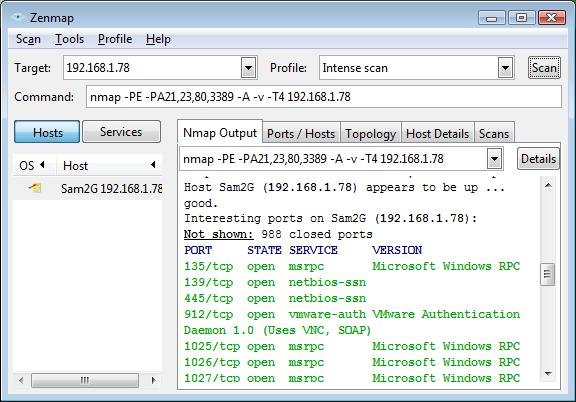 Zenmap
Scan Tools Profile Help
Target: 192.168.1.78 Profile: Intense scan Scan
Command: nmap -PE -PA21,23,80,3389 -A -v -T4 192.168.1.78
Hosts Services
Nmap Output Ports / Hosts Topology Host Details Scans
OS Host
Sam2G 192.168.1.78
nmap -PE -PA21,23,80,3389 -A -v -T4 192.168.1.78 Details
Host Sam2G (192.168.1.78) appears to be up ...
good.
Interesting ports on Sam2G (192.168.1.78):
Not shown: 988 closed ports
PORT STATE SERVICE VERSION
135/tcp open msrpc Microsoft Windows RPC
139/tcp open netbios-ssn
445/tcp open netbios-ssn
912/tcp open vmware-auth VMware Authentication
Daemon 1.0 (Uses VNC, SOAP)
1025/tcp open msrpc Microsoft Windows RPC
1026/tcp open msrpc Microsoft Windows RPC
1027/tcp open msrpc Microsoft Windows RPC